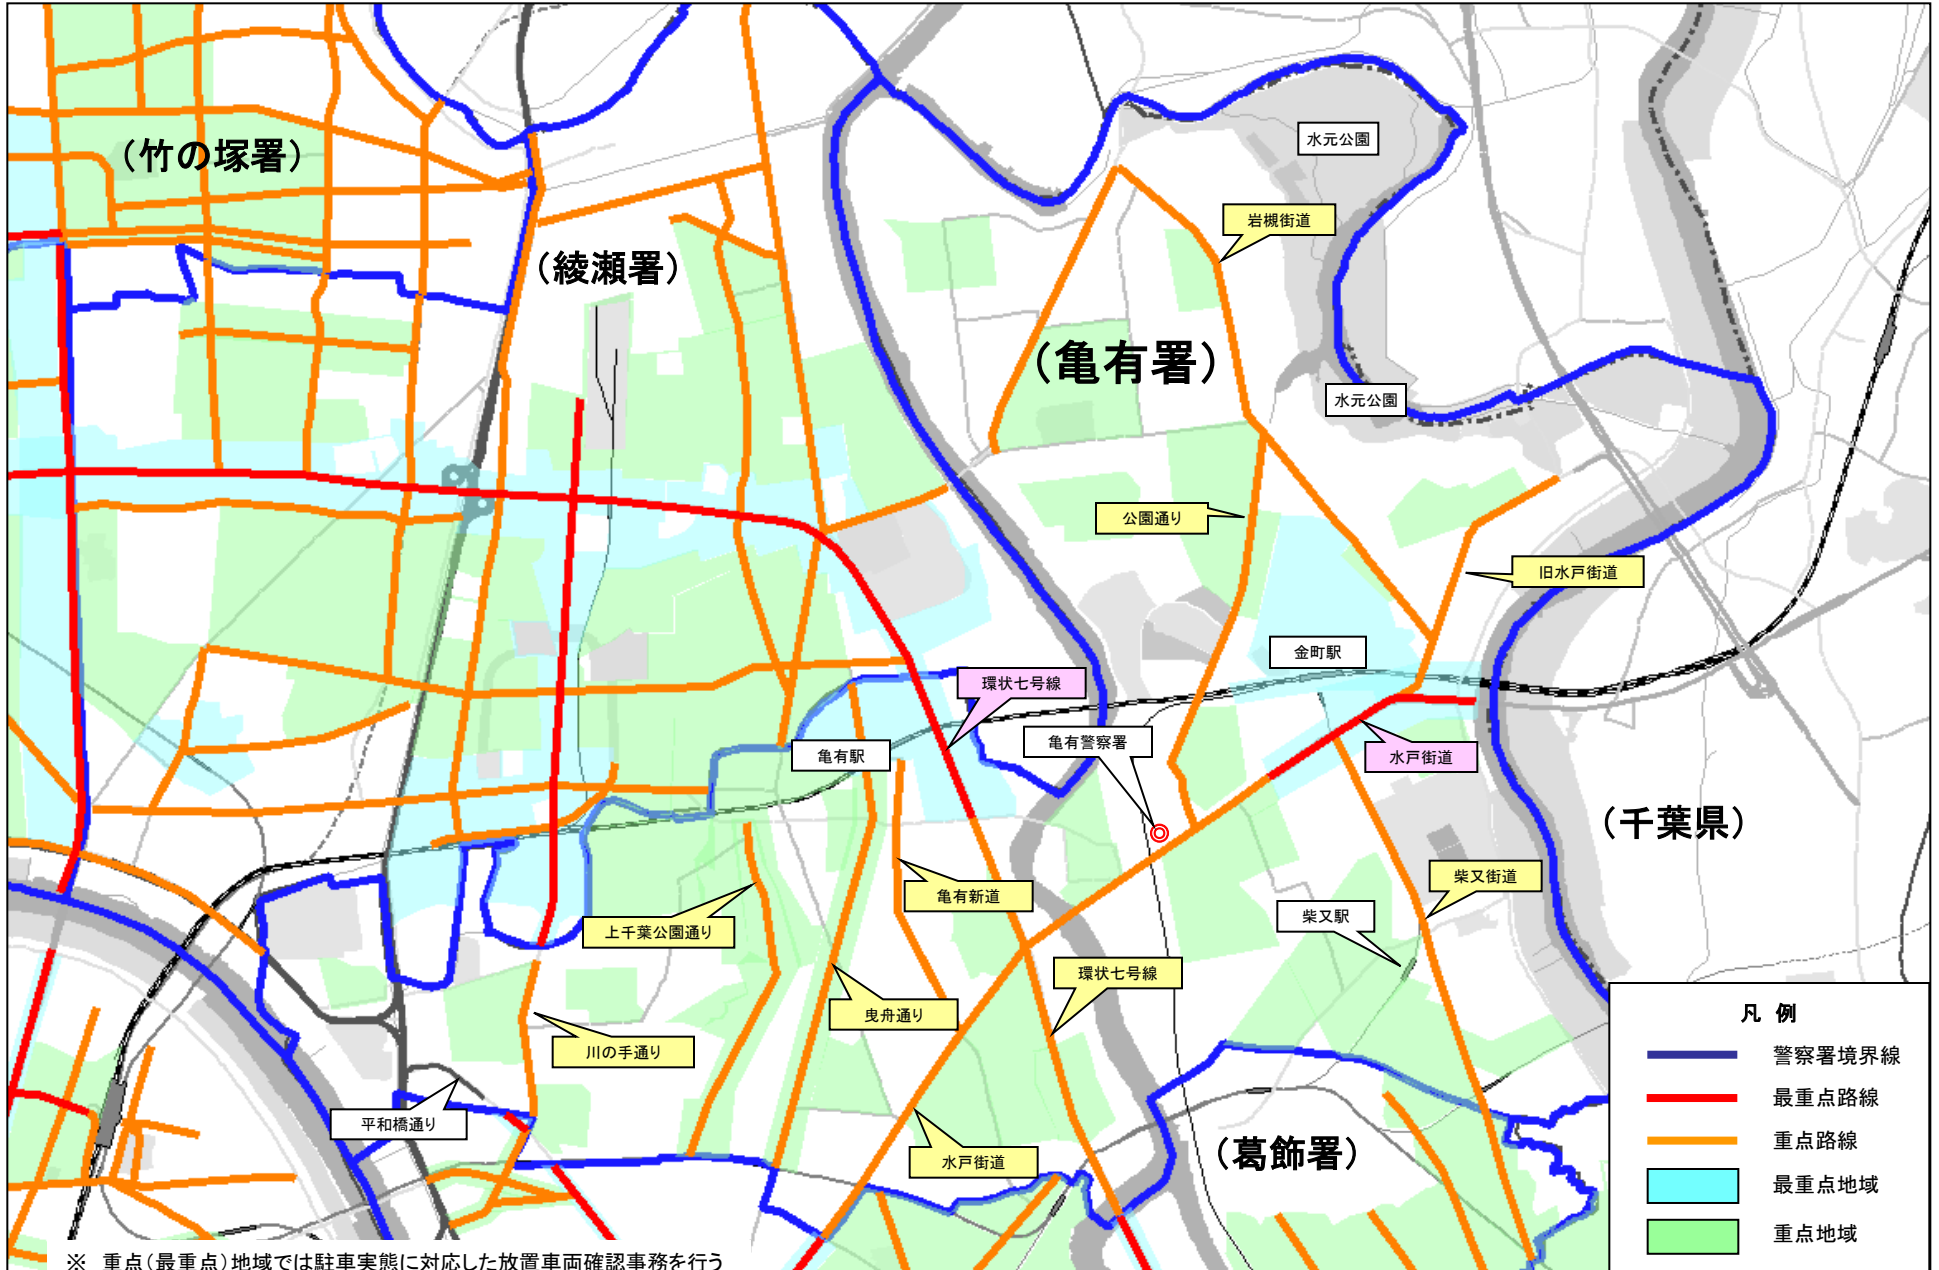 水元公園
（竹の塚署）
岩槻街道
（綾瀬署）
（亀有署）
水元公園
公園通り
旧水戸街道
金町駅
環状七号線
亀有警察署
亀有駅
水戸街道
（千葉県）
柴又街道
亀有新道
柴又駅
上千葉公園通り
環状七号線
曳舟通り
川の手通り
平和橋通り
（葛飾署）
水戸街道
凡 例
警察署境界線
最重点路線
重点路線
最重点地域
重点地域
※ 重点（最重点）地域では駐車実態に対応した放置車両確認事務を行う